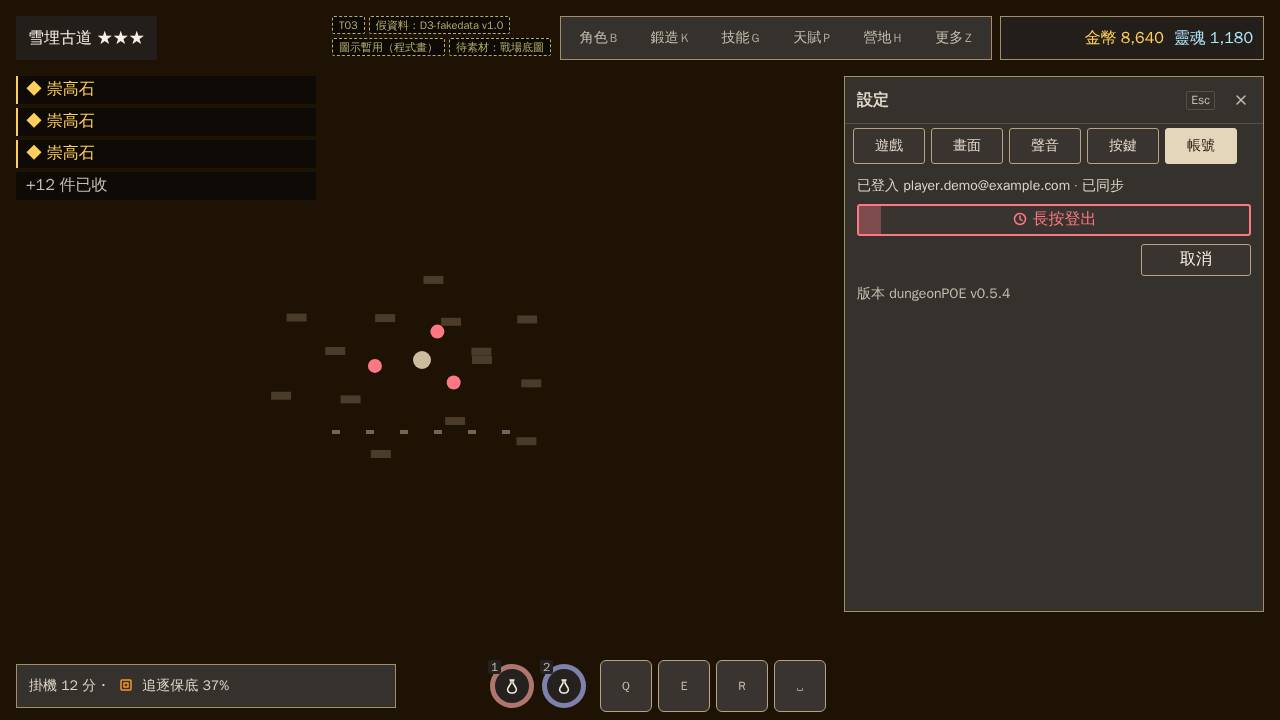 雪埋古道 ★★★
T03 假資料：D3-fakedata v1.0
圖示暫用（程式畫） 待素材：戰場底圖
角色B 鍛造K 技能G 天賦P 營地H 更多Z
金幣 8,640 靈魂 1,180
◆ 崇高石
◆ 崇高石
◆ 崇高石
+12 件已收
設定 Esc ×
遊戲 畫面 聲音 按鍵 帳號
已登入 player.demo@example.com · 已同步
長按登出
取消
版本 dungeonPOE v0.5.4
掛機 12 分 · 追逐保底 37%
1 2 Q E R ⎵